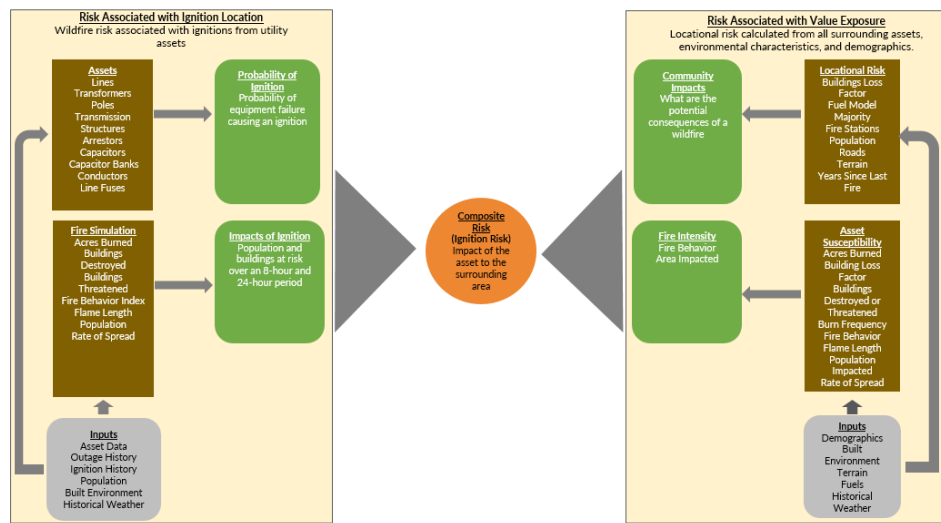 Risk Associated with Ignition Location
Wildfire risk associated with ignitions from utility
assets
Assets
Lines
Transformers
Poles
Transmission
Structures
Arrestors
Capacitors
Capacitor Banks
Conductors
Line Fuses
Probability of
Ignition
Probability of
equipment failure
causing an ignition
Fire Simulation
Acres Burned
Buildings
Destroyed
Buildings
Threatened
Fire Behavior Index
Flame Length
Population
Rate of Spread
Impacts of Ignition
Population and
buildings at risk
over an 8-hour and
24-hour period
Inputs
Asset Data
Outage History
Ignition History
Population
Built Environment
Historical Weather
Composite
Risk
(Ignition Risk)
Impact of the
asset to the
surrounding
area
Risk Associated with Value Exposure
Locational risk calculated from all surrounding assets,
environmental characteristics, and demographics.
Community
Impacts
What are the
potential
consequences of a
wildfire
Locational Risk
Buildings Loss
Factor
Fuel Model
Majority
Fire Stations
Population
Roads
Terrain
Years Since Last
Fire
Fire Intensity
Fire Behavior
Area Impacted
Asset
Susceptibility
Acres Burned
Building Loss
Factor
Buildings
Destroyed or
Threatened
Burn Frequency
Fire Behavior
Flame Length
Population
Impacted
Rate of Spread
Inputs
Demographics
Built
Environment
Terrain
Fuels
Historical
Weather